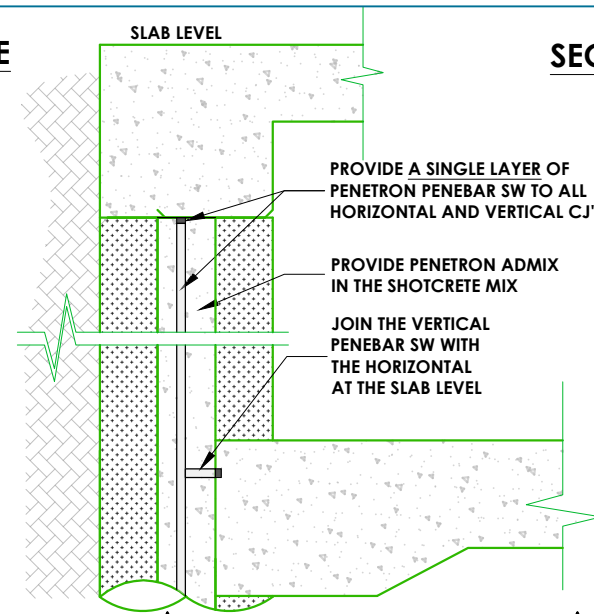 SLAB LEVEL
E
SEC
PROVIDE A SINGLE LAYER OF
PENETRON PENEBAR SW TO ALL
HORIZONTAL AND VERTICAL CJ'
PROVIDE PENETRON ADMIX
IN THE SHOTCRETE MIX
JOIN THE VERTICAL
PENEBAR SW WITH
THE HORIZONTAL
AT THE SLAB LEVEL